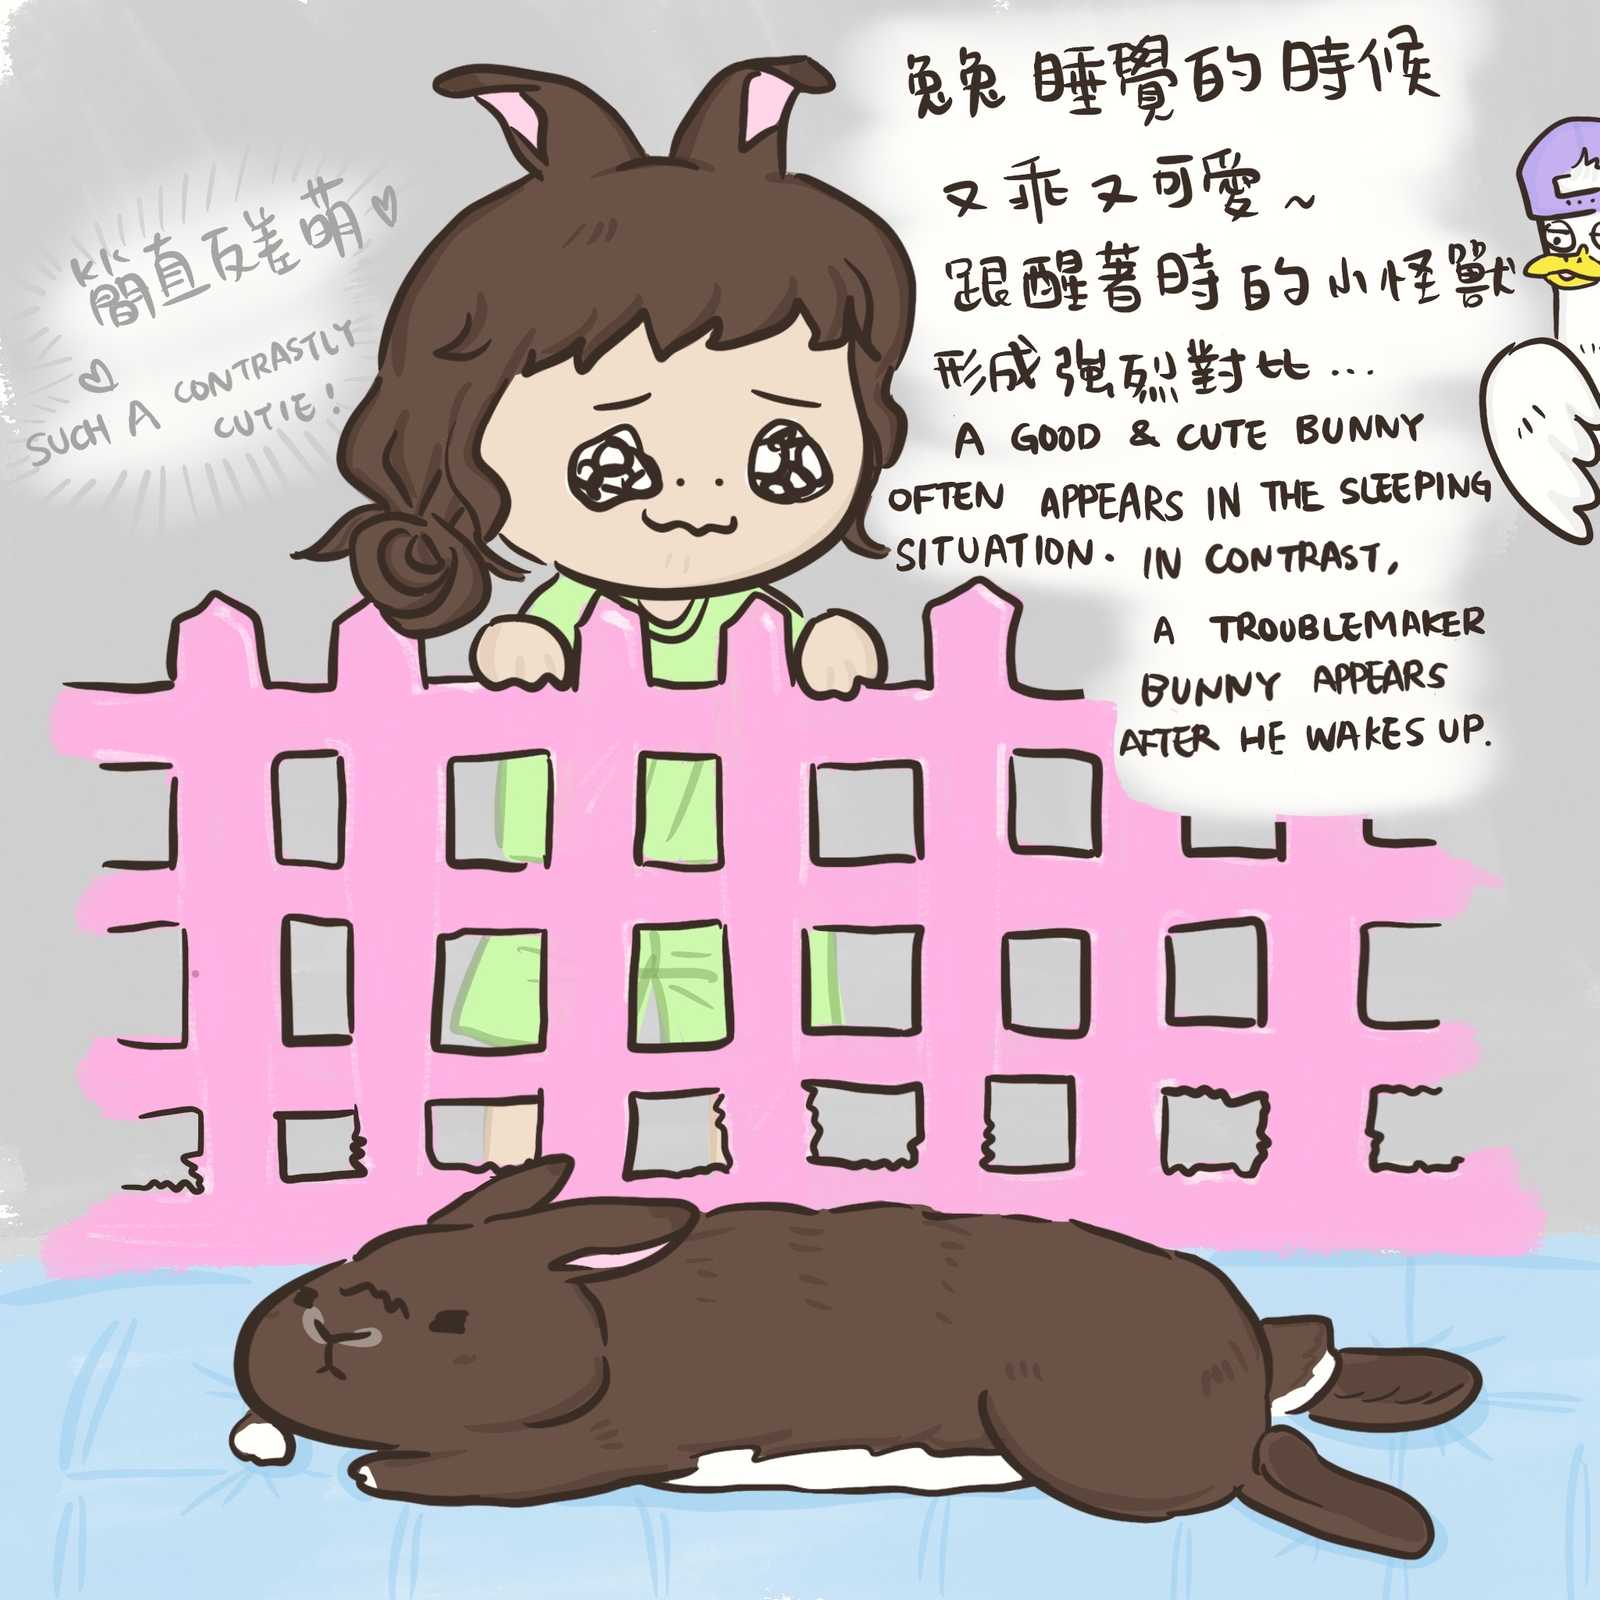 兔兔 睡覺的時候
又乖又可愛~
跟醒著時的小怪獸
形成強烈對比...
A GOOD & CUTE BUNNY
OFTEN APPEARS IN THE SLEEPING
SITUATION. IN CONTRAST,
A TROUBLEMAKER
BUNNY APPEARS
AFTER HE WAKES UP.
KK
簡直反差萌♡
♡
SUCH A CONTRASTLY
CUTIE!